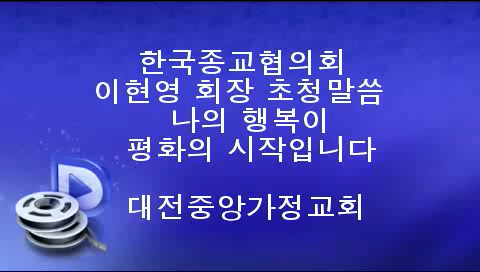 한국종교협의회
이현영 회장 초청말씀
나의 행복이
평화의 시작입니다
대전중앙가정교회